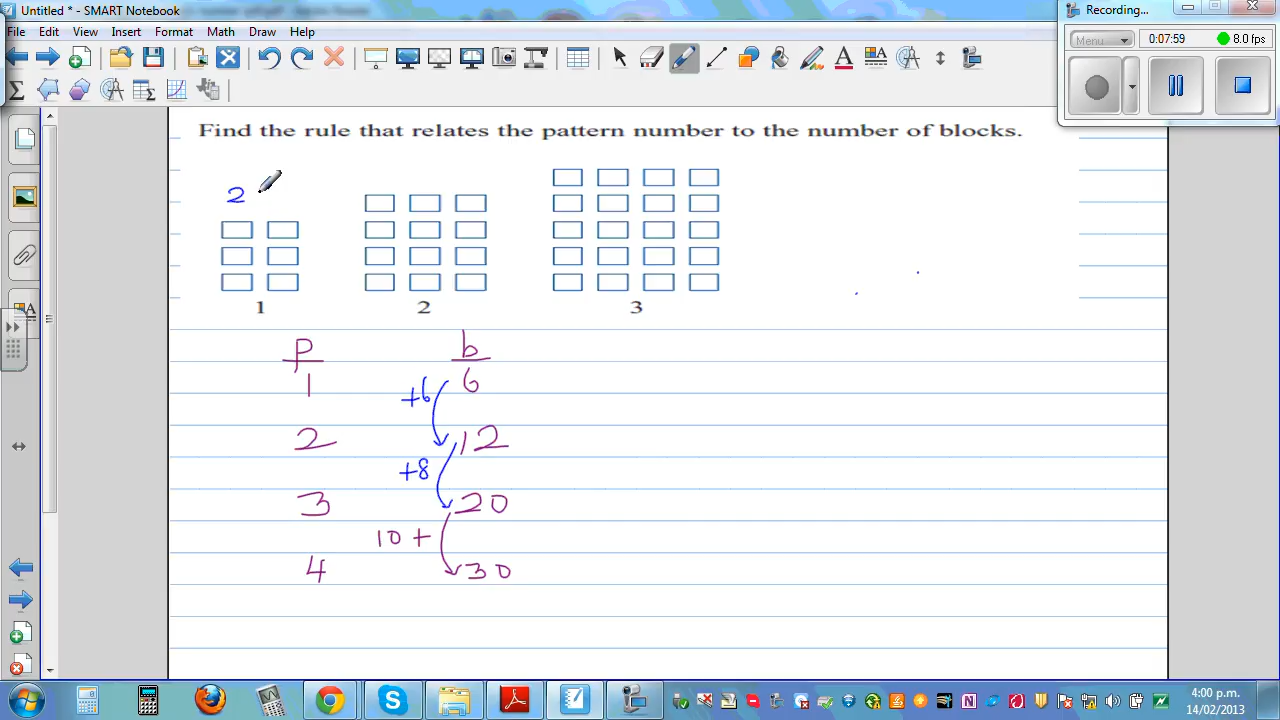 Untitled * - SMART Notebook
Recording...
File Edit View Insert Format Math Draw Help
Menu
00:07:59
8.0 fps
Find the rule that relates the pattern number to the number of blocks.
2
1 2 3
p b
1 6
+6
2 12
+8
3 20
10 +
4 30
4:00 p.m.
14/02/2013